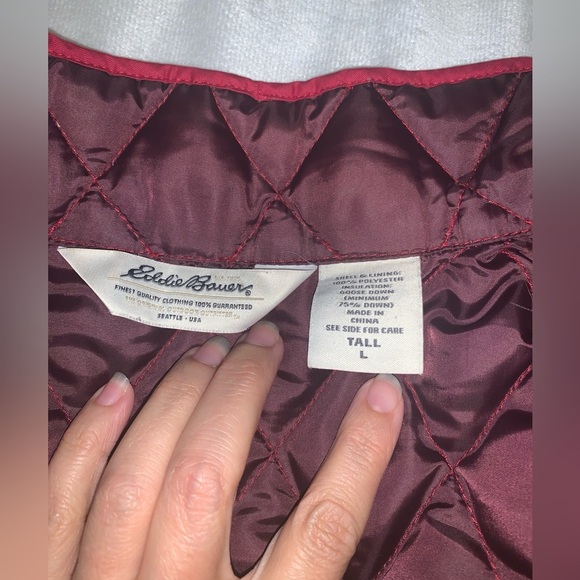 Eddie Bauer®
FINEST QUALITY CLOTHING 100% GUARANTEED
SEATTLE · USA
SHELL & LINING:
100% POLYESTER
INSULATION:
GOOSE DOWN
(MINIMUM
75% DOWN)
MADE IN
CHINA
SEE SIDE FOR CARE
TALL
L